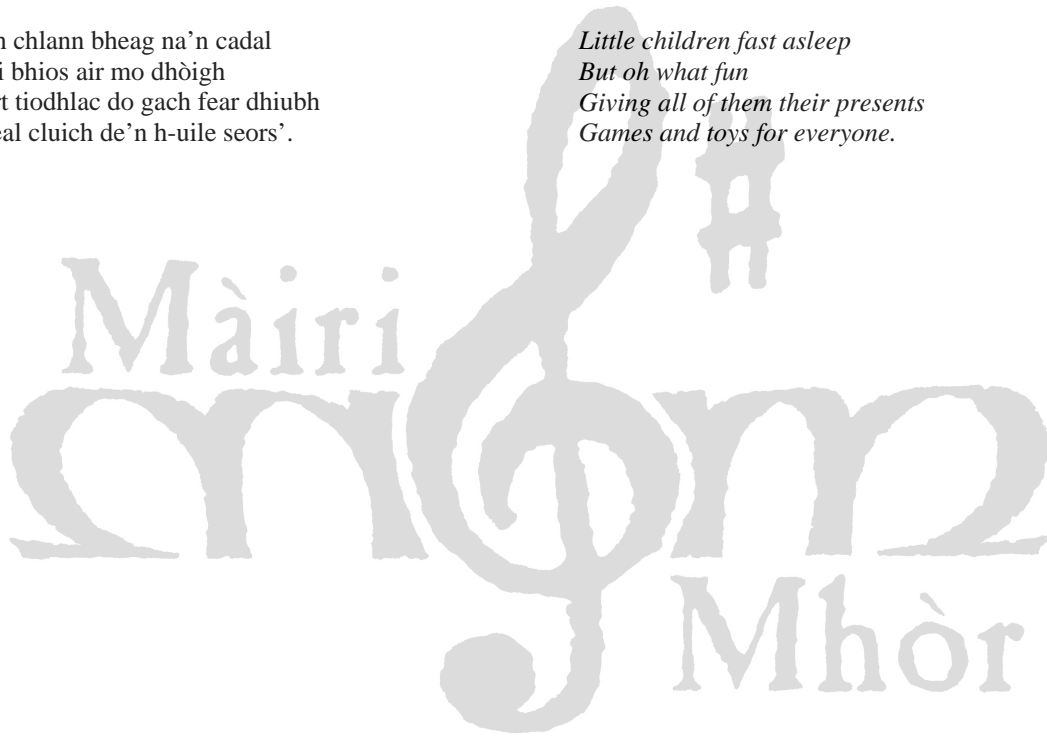 chlann bheag na'n cadal
bhios air mo dhòigh
tiodhlac do gach fear dhiubh
cluich de'n h-uile seors'.
Little children fast asleep
But oh what fun
Giving all of them their presents
Games and toys for everyone.
Màiri
Mhòr